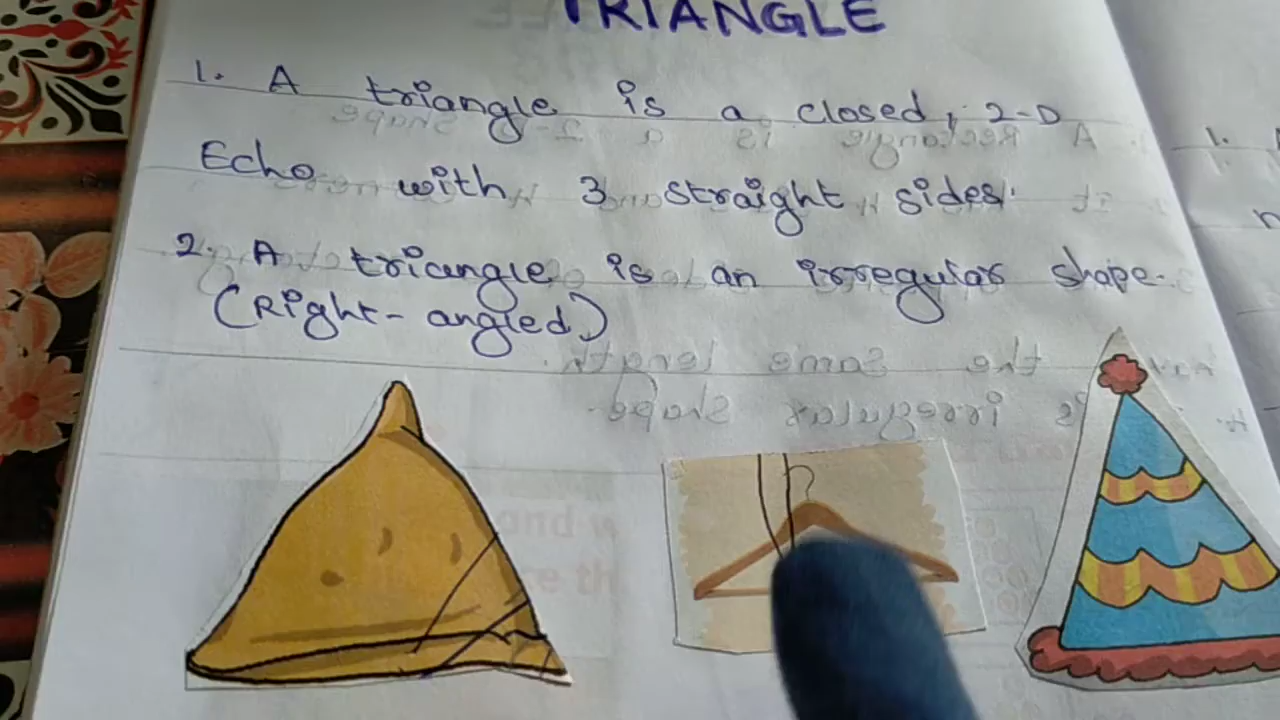 TRIANGLE
1. A triangle is a closed, 2-D
Echo with 3 straight sides.
2. A triangle is an irregular shape.
(Right-angled)